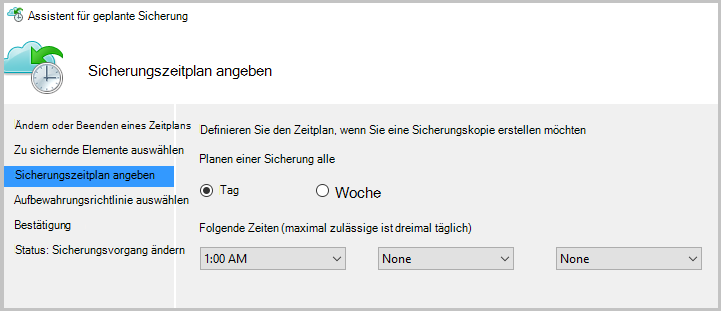 Assistent für geplante Sicherung
Sicherungszeitplan angeben
Ändern oder Beenden eines Zeitplans
Zu sichernde Elemente auswählen
Sicherungszeitplan angeben
Aufbewahrungsrichtlinie auswählen
Bestätigung
Status: Sicherungsvorgang ändern
Definieren Sie den Zeitplan, wenn Sie eine Sicherungskopie erstellen möchten
Planen einer Sicherung alle
Tag Woche
Folgende Zeiten (maximal zulässige ist dreimal täglich)
1:00 AM None None